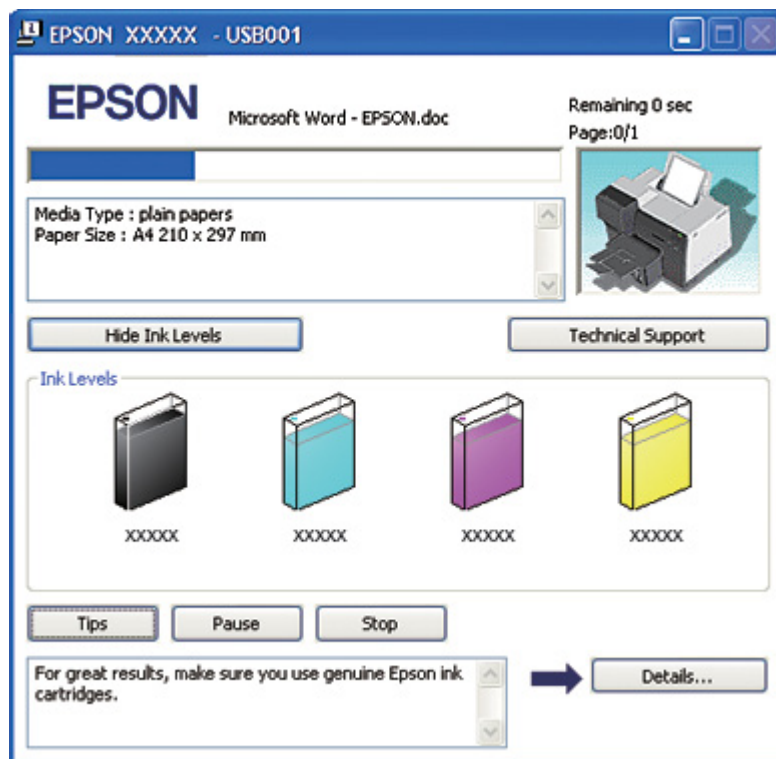 EPSON XXXXX - USB001
EPSON
Microsoft Word - EPSON.doc
Remaining 0 sec
Page:0/1
Media Type : plain papers
Paper Size : A4 210 x 297 mm
Hide Ink Levels
Technical Support
Ink Levels
XXXXX
XXXXX
XXXXX
XXXXX
Tips
Pause
Stop
For great results, make sure you use genuine Epson ink
cartridges.
Details...